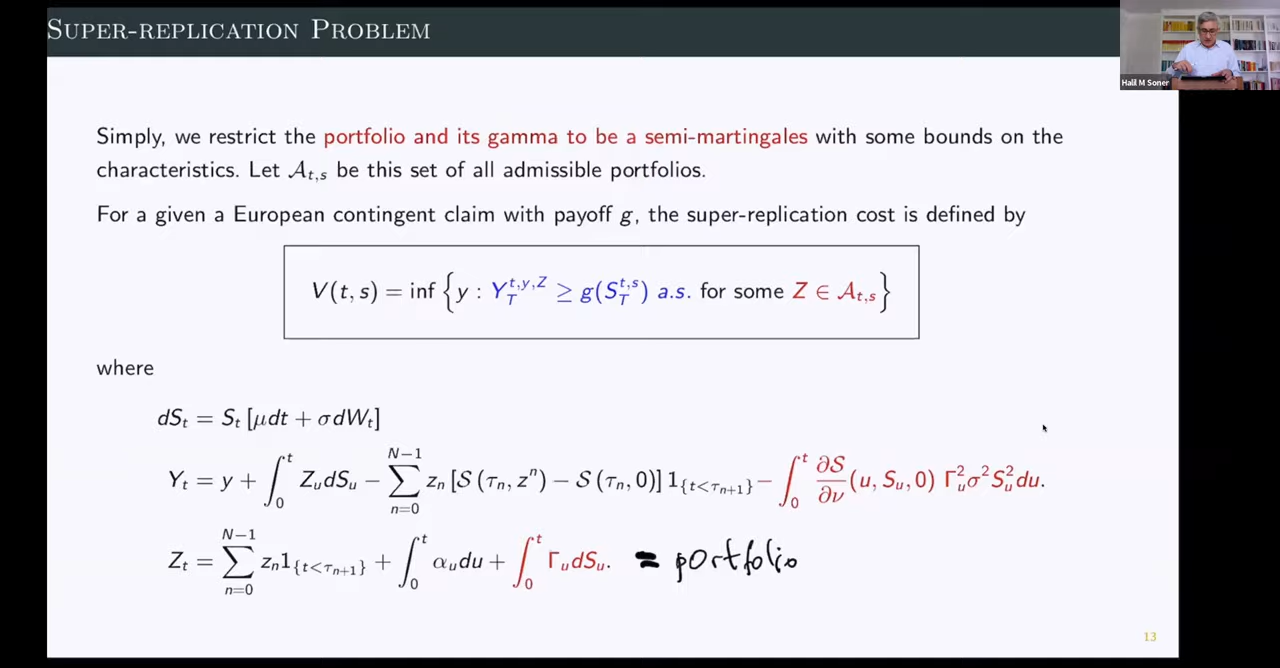 SUPER-REPLICATION PROBLEM
Halil M Soner
Simply, we restrict the portfolio and its gamma to be a semi-martingales with some bounds on the
characteristics. Let 𝒜ₜ,ₛ be this set of all admissible portfolios.
For a given a European contingent claim with payoff g, the super-replication cost is defined by
V(t, s) = inf { y : Y_T^{t,y,Z} ≥ g(S_T^{t,s}) a.s. for some Z ∈ 𝒜_{t,s} }
where
dS_t = S_t [μdt + σdW_t]
Y_t = y + ∫_0^t Z_u dS_u − ∑_{n=0}^{N−1} z_n [𝒮(τ_n, z^n) − 𝒮(τ_n, 0)] 1_{{t<τ_{n+1}}} − ∫_0^t ∂𝒮/∂ν (u, S_u, 0) Γ_u^2 σ^2 S_u^2 du.
Z_t = ∑_{n=0}^{N−1} z_n 1_{{t<τ_{n+1}}} + ∫_0^t α_u du + ∫_0^t Γ_u dS_u. = portfolio
13